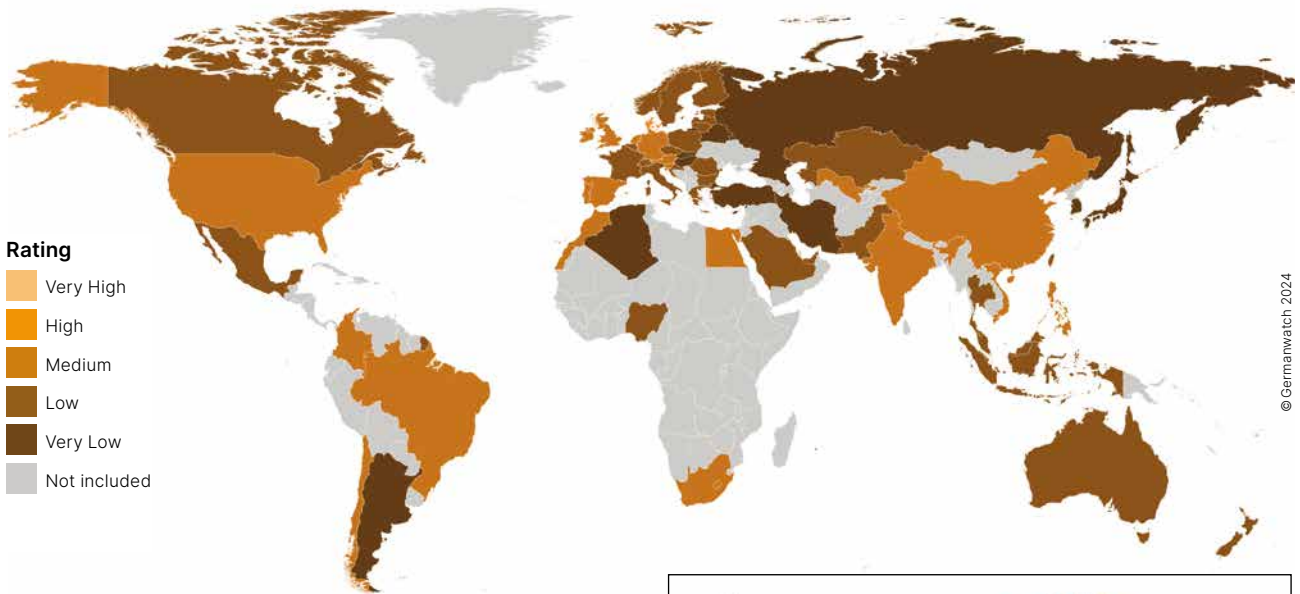 Rating
Very High
High
Medium
Low
Very Low
Not included
© Germanwatch 2024